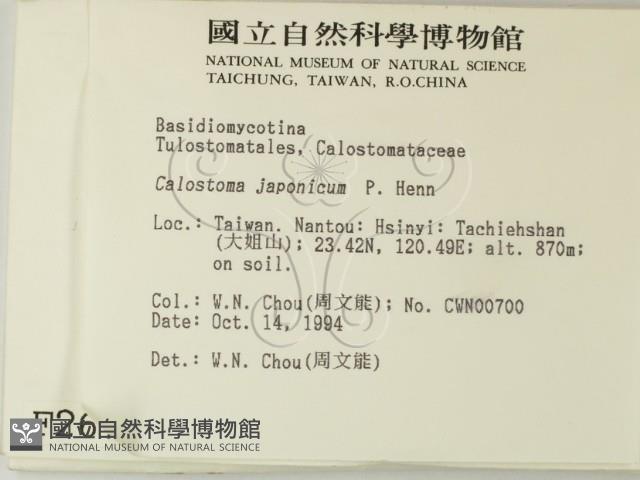 國立自然科學博物館
NATIONAL MUSEUM OF NATURAL SCIENCE
TAICHUNG, TAIWAN, R.O.CHINA
Basidiomycotina
Tulostomatales, Calostomataceae
Calostoma japonicum P. Henn
Loc.: Taiwan. Nantou: Hsinyi: Tachiehshan
(大姐山); 23.42N, 120.49E; alt. 870m;
on soil.
Col.: W.N. Chou(周文能); No. CWN00700
Date: Oct. 14, 1994
Det.: W.N. Chou(周文能)
國立自然科學博物館
NATIONAL MUSEUM OF NATURAL SCIENCE